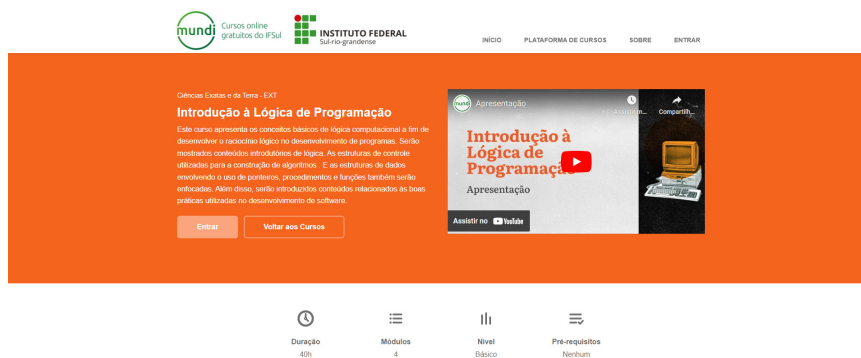 mundi
Cursos online
gratuitos do IFSul
INSTITUTO FEDERAL
Sul-rio-grandense
INÍCIO PLATAFORMA DE CURSOS SOBRE ENTRAR
Ciências Exatas e da Terra - EXT
Introdução à Lógica de Programação
Este curso apresenta os conceitos básicos de lógica computacional a fim de
desenvolver o raciocínio lógico no desenvolvimento de programas. Serão
mostrados conteúdos introdutórios de lógica. As estruturas de controle
utilizadas para a construção de algoritmos . E as estruturas de dados
envolvendo o uso de ponteiros, procedimentos e funções também serão
enfocadas. Além disso, serão introduzidos conteúdos relacionados às boas
práticas utilizadas no desenvolvimento de software.
Entrar
Voltar aos Cursos
mundi
Apresentação
Compartilh...
Introdução à
Lógica de
Programação
Apresentação
Assistir no YouTube
Duração
40h
Módulos
4
Nível
Básico
Pré-requisitos
Nenhum